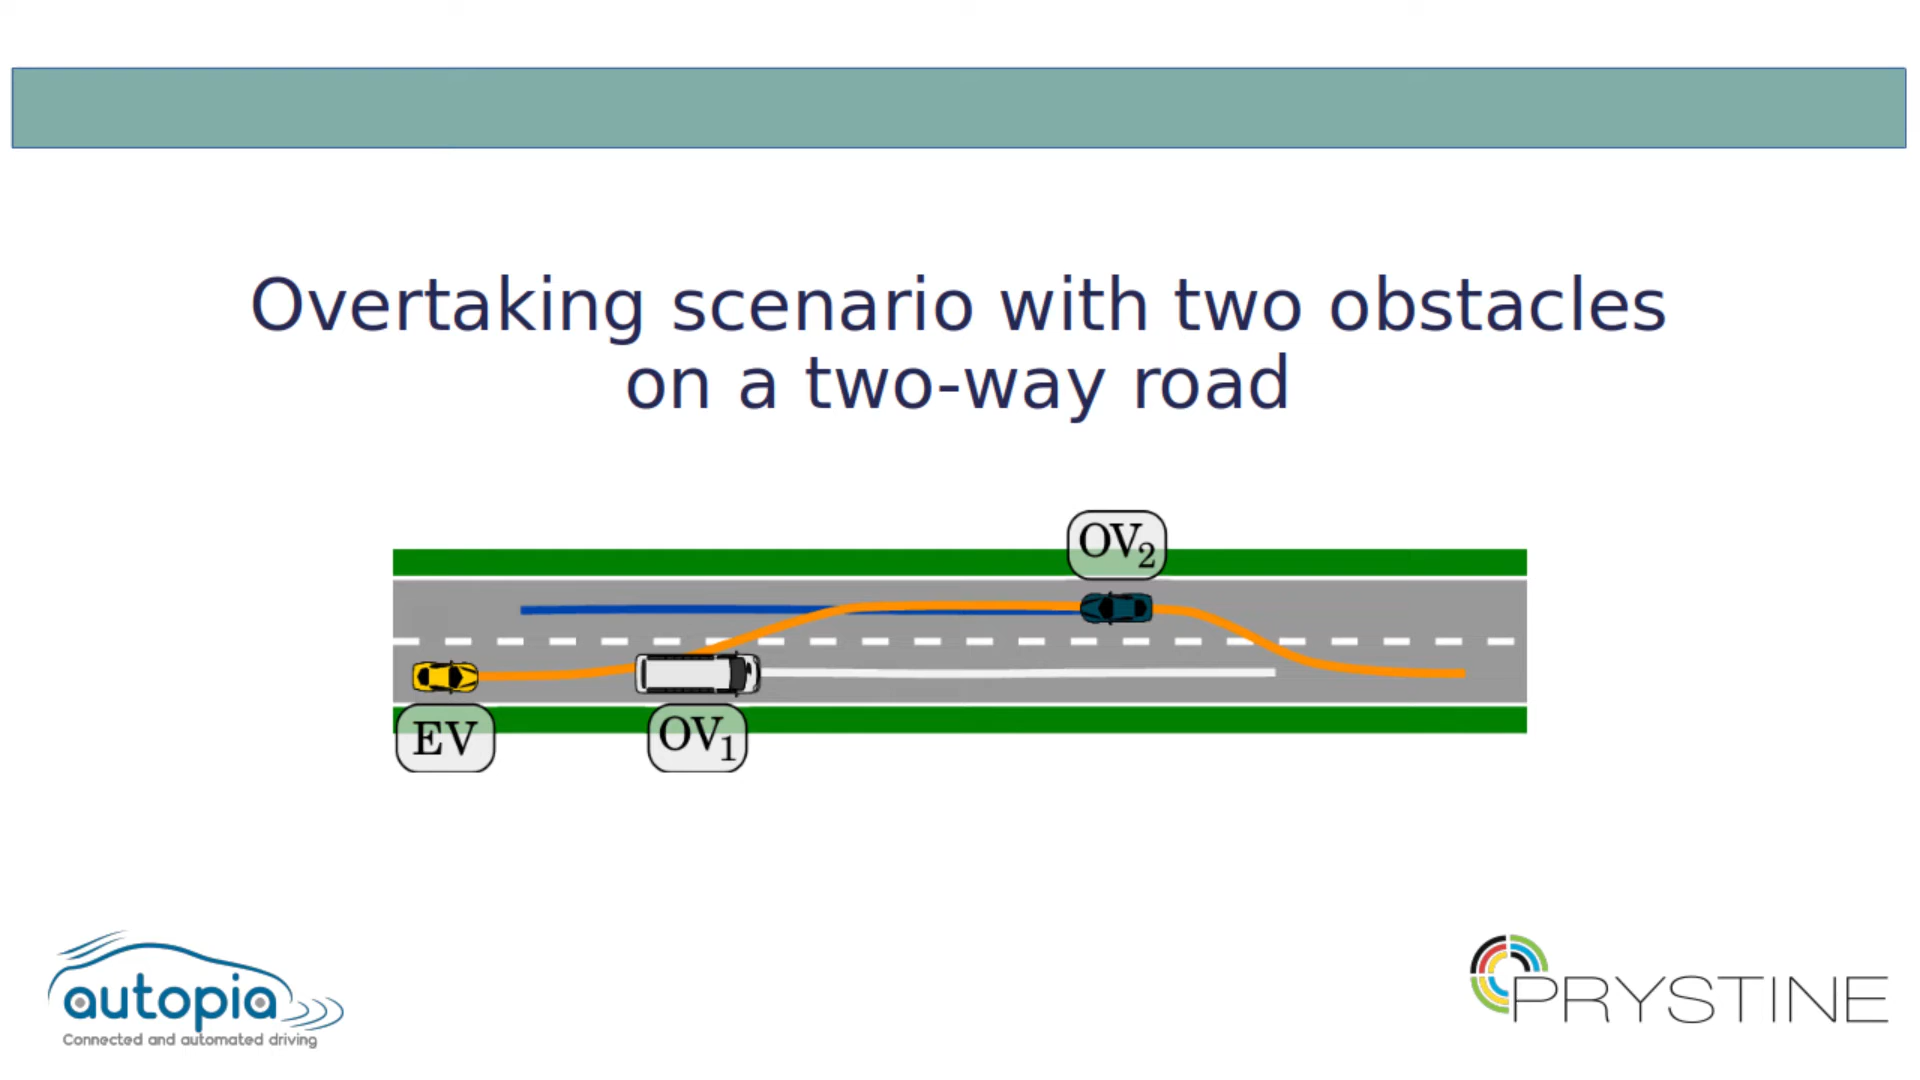 Overtaking scenario with two obstacles
on a two-way road
OV₂
EV
OV₁
autopia
Connected and automated driving
PRYSTINE